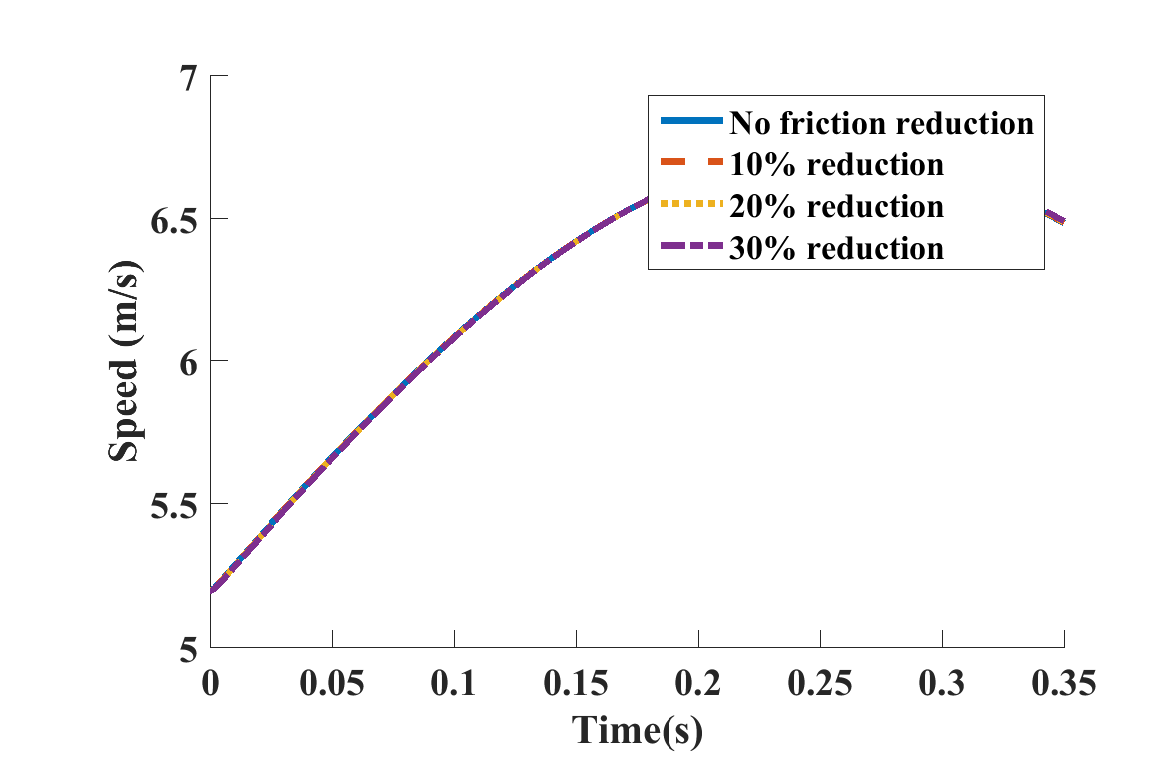 7
6.5
6
5.5
5
Speed (m/s)
No friction reduction
10% reduction
20% reduction
30% reduction
0 0.05 0.1 0.15 0.2 0.25 0.3 0.35
Time(s)